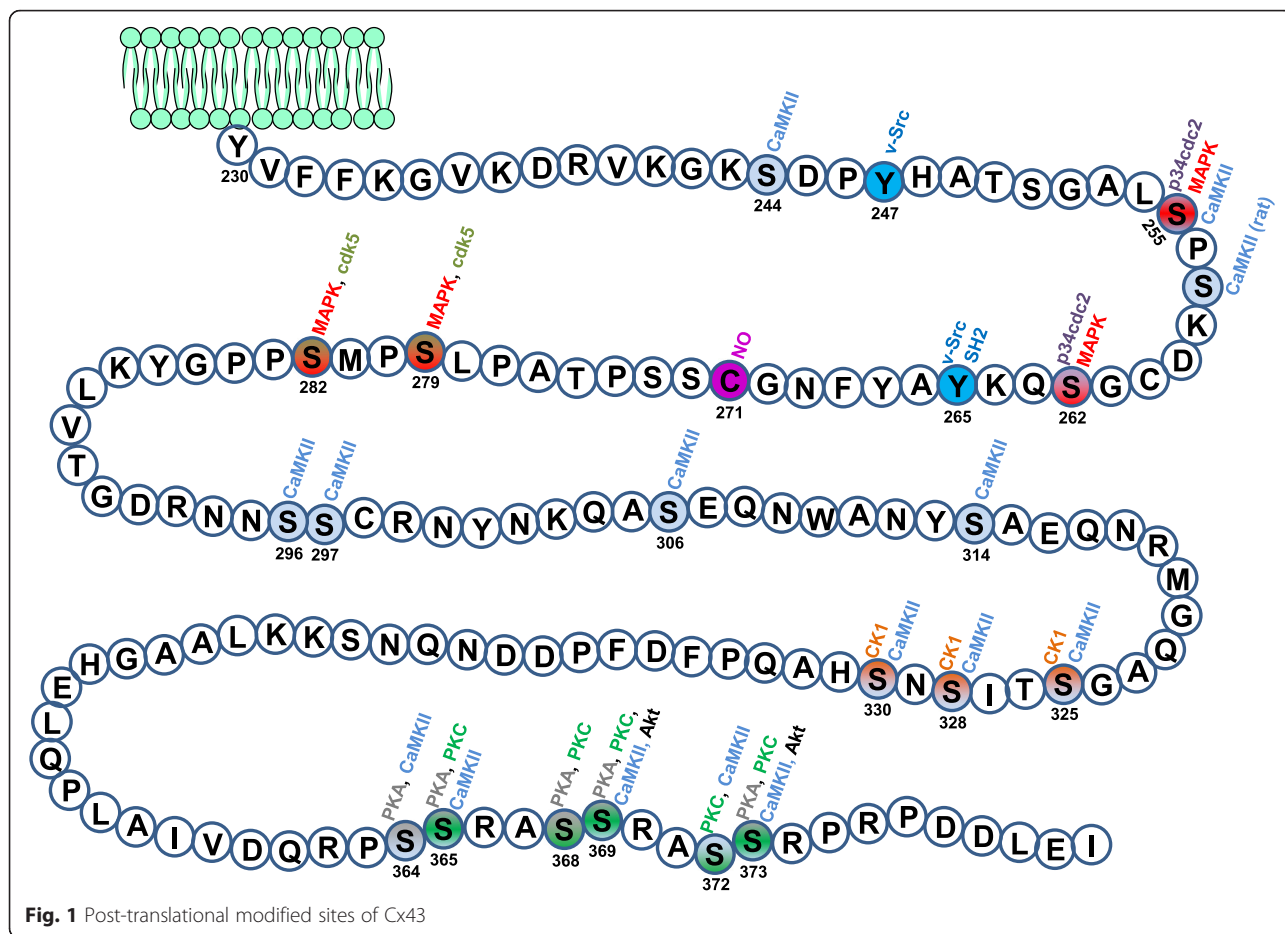 CaMKII
v-Src
p34cdc2
MAPK
CaMKII
CaMKII (rat)
Y V F F K G V K D R V K G K S D P Y H A T S G A L S
230
244
247
255
P
S
K
D
MAPK, cdk5
MAPK, cdk5
NO
v-Src
SH2
p34cdc2
MAPK
L K Y G P P S M P S L P A T P S S C G N F Y A Y K Q S G C
282
279
271
265
262
V
T
CaMKII
CaMKII
CaMKII
CaMKII
G D R N N N S S C R N Y N K Q A S E Q N W A N Y S A E Q N R
296
297
306
314
M
G
Q
CK1
CaMKII
CK1
CaMKII
CK1
CaMKII
E H G A A L K K S N Q N D D P F D F P Q A H S N S I T S G A
330
328
325
L
Q
PKA, CaMKII
PKA, PKC
CaMKII
PKA, PKC
PKA, PKC,
CaMKII, Akt
PKC, CaMKII
PKA, PKC
CaMKII, Akt
P L A I V D Q R P S S R A S S R A S S R P R P D D L E I
364
365
368
369
372
373
Fig. 1 Post-translational modified sites of Cx43